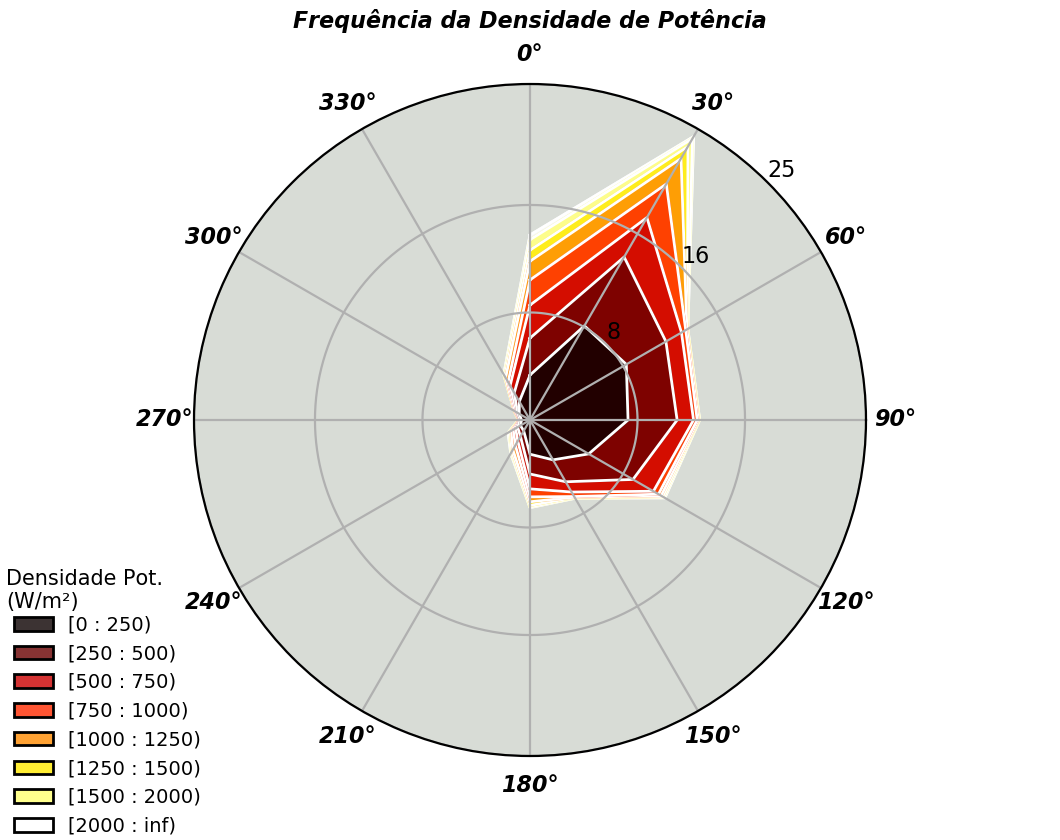 Frequência da Densidade de Potência
0°
330°
30°
25
300°
60°
16
8
270°
90°
240°
120°
210°
150°
180°
Densidade Pot.
(W/m²)
[0 : 250)
[250 : 500)
[500 : 750)
[750 : 1000)
[1000 : 1250)
[1250 : 1500)
[1500 : 2000)
[2000 : inf)